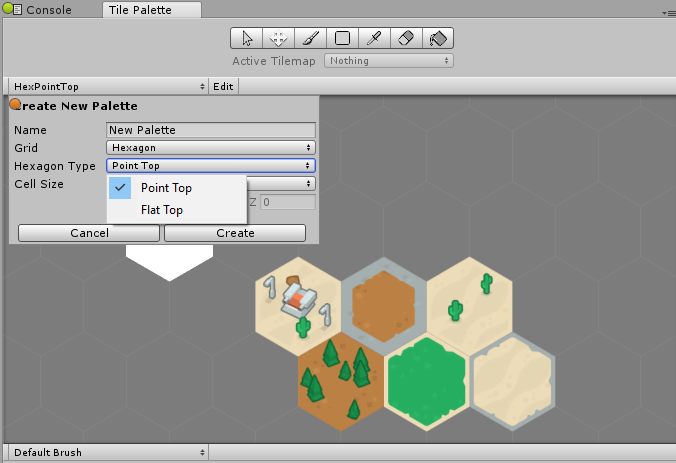 Console Tile Palette
Active Tilemap Nothing
HexPointTop Edit
Create New Palette
Name New Palette
Grid Hexagon
Hexagon Type Point Top
Cell Size
Point Top
Z 0
Flat Top
Cancel Create
Default Brush